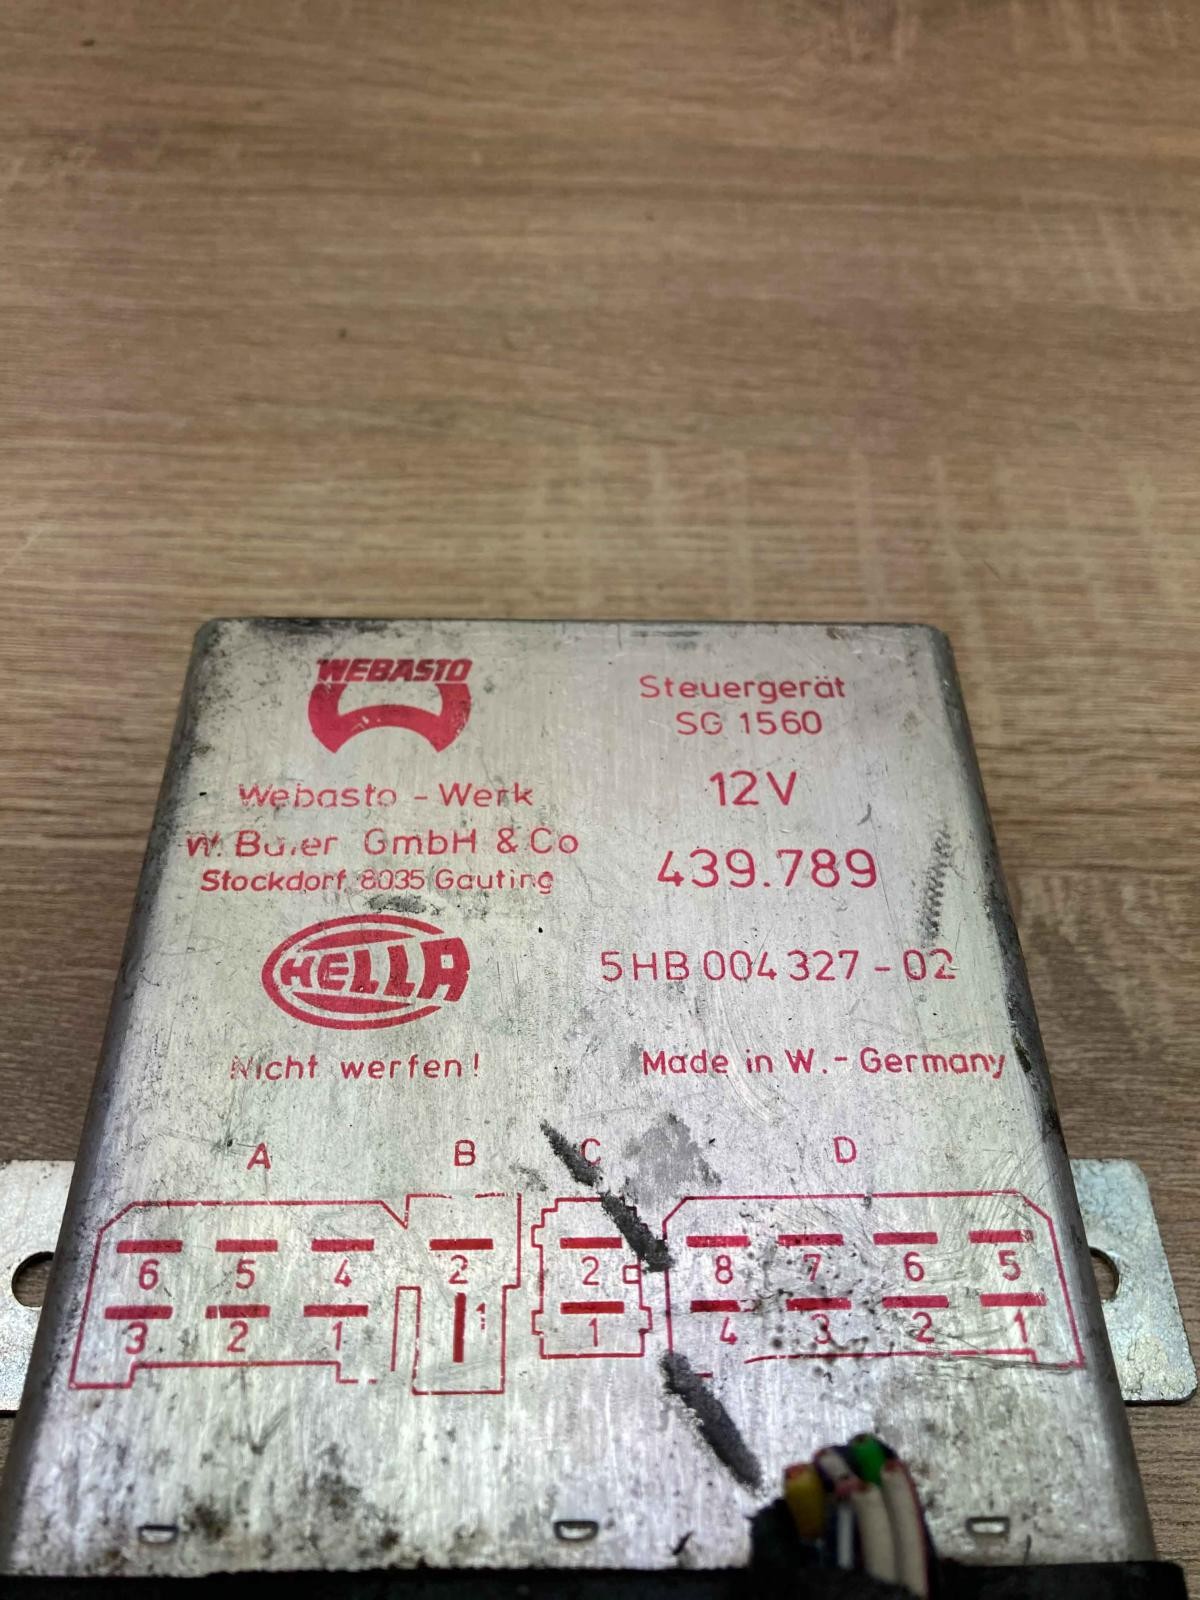 WEBASTO
Webasto - Werk
W. Baier GmbH & Co
Stockdorf, 8035 Gauting
HELLA
Nicht werfen!
Steuergerät
SG 1560
12V
439.789
5HB 004 327 - 02
Made in W. - Germany
A B C D
6 5 4 2 2 8 7 6 5
3 2 1 1 1 4 3 2 1